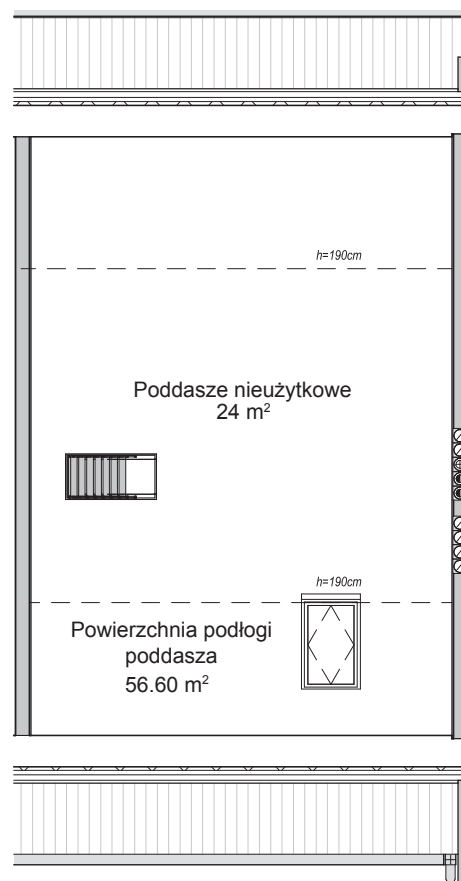 h=190cm
Poddasze nieużytkowe
24 m²
h=190cm
Powierzchnia podłogi
poddasza
56.60 m²